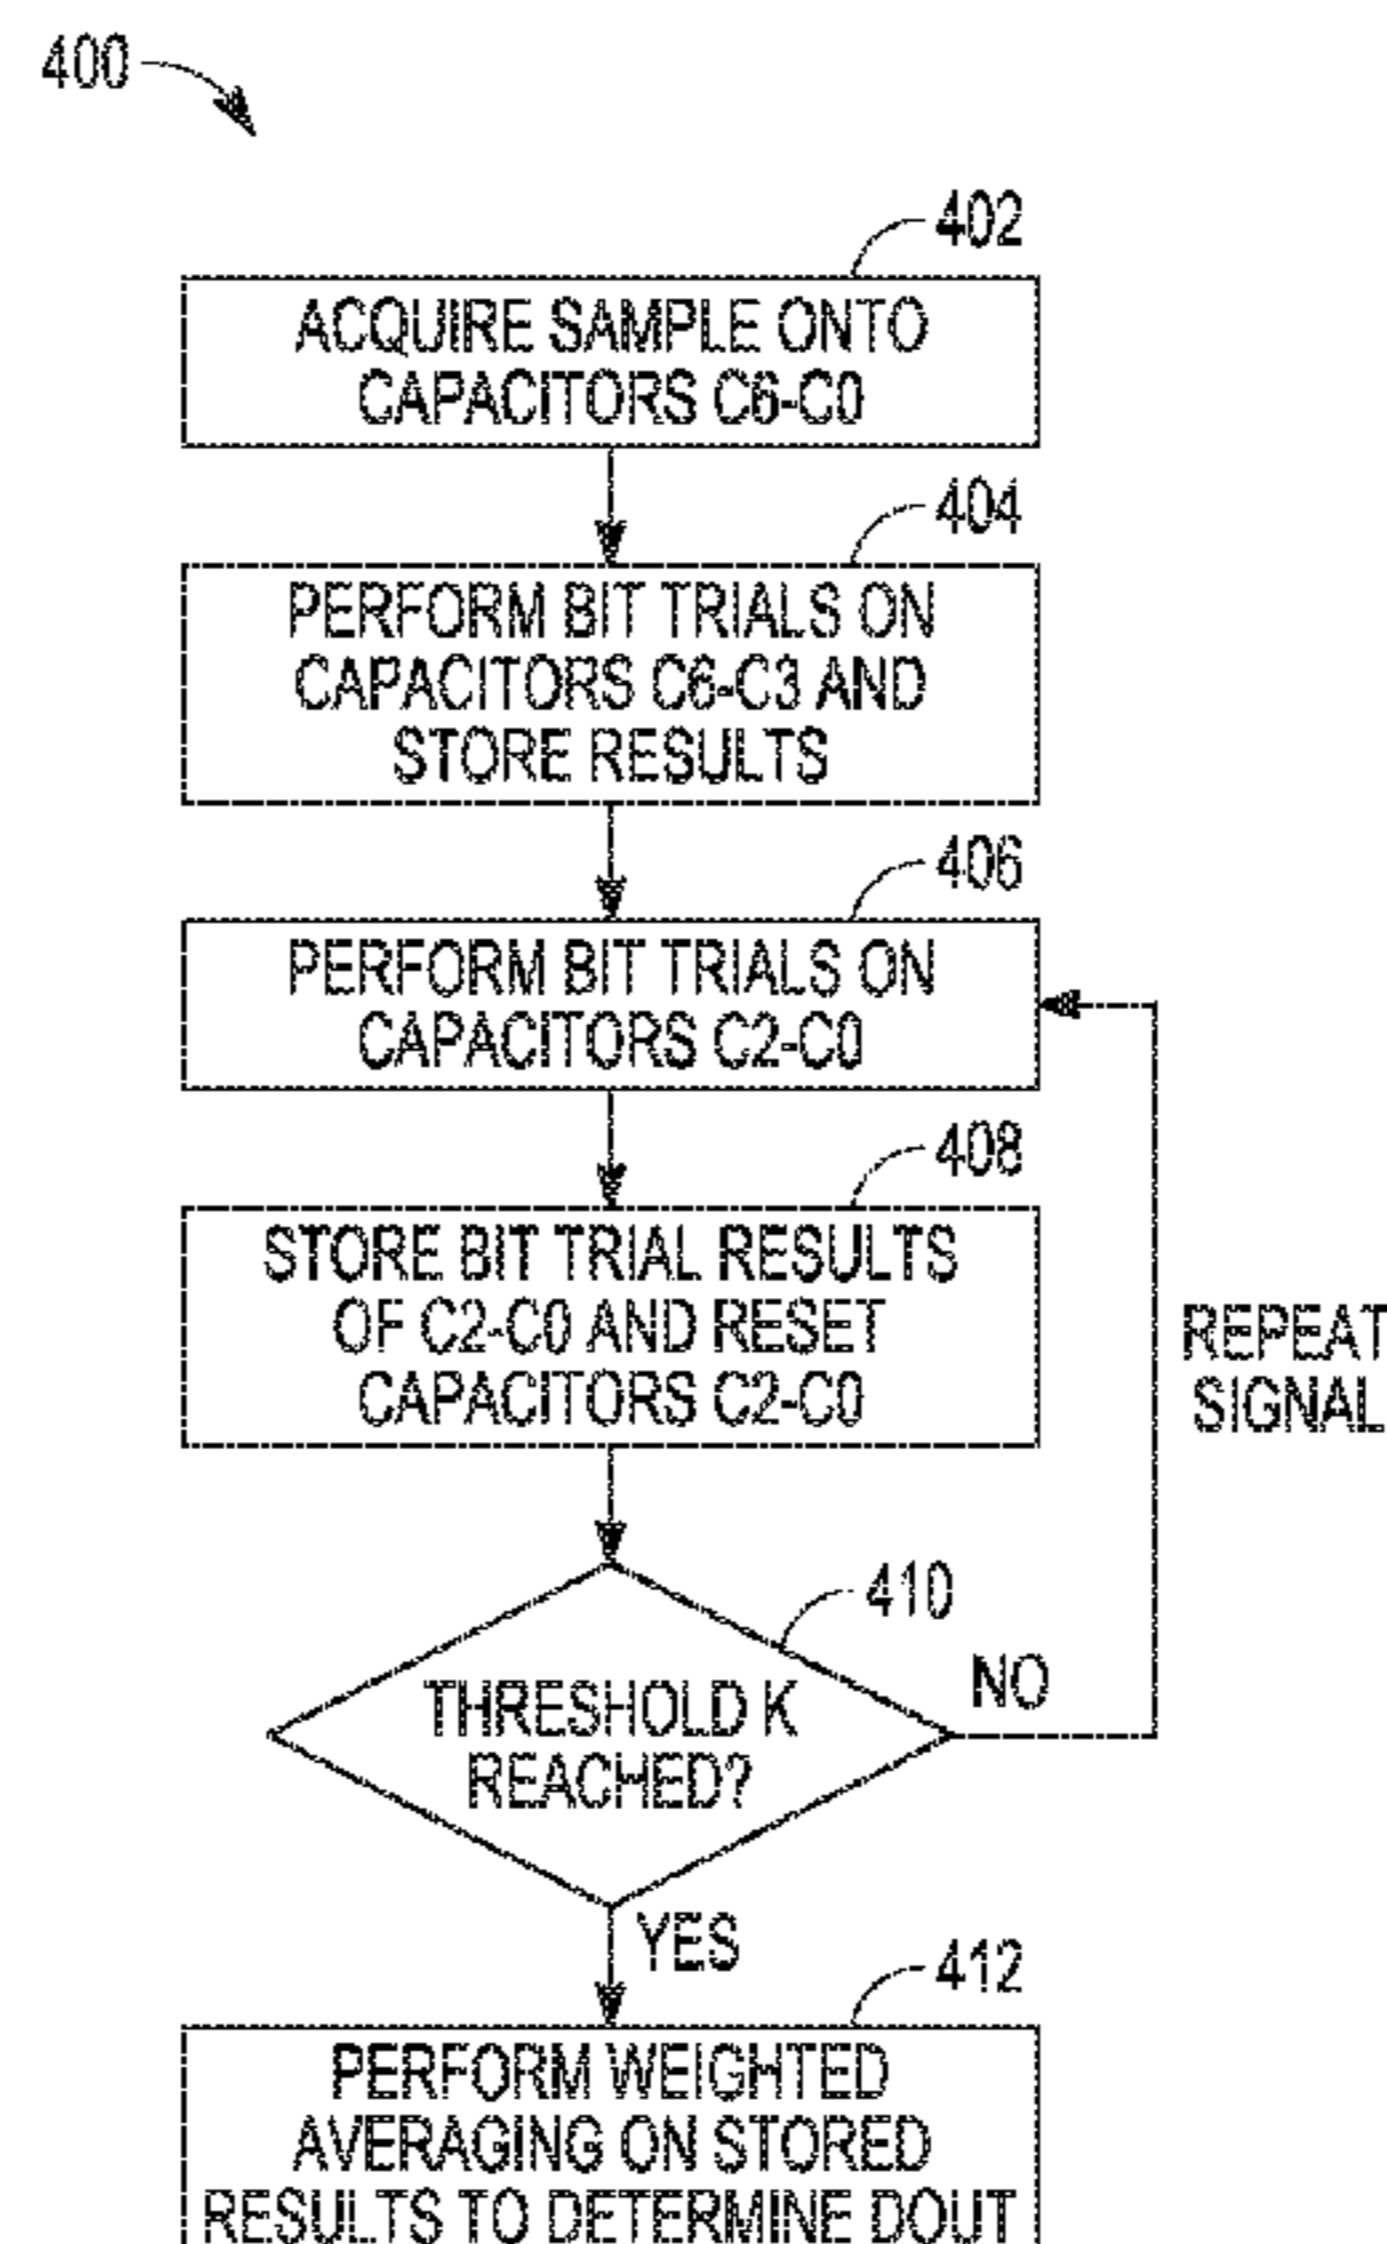 400
402
ACQUIRE SAMPLE ONTO
CAPACITORS C6-C0
404
PERFORM BIT TRIALS ON
CAPACITORS C6-C3 AND
STORE RESULTS
406
PERFORM BIT TRIALS ON
CAPACITORS C2-C0
408
STORE BIT TRIAL RESULTS
OF C2-C0 AND RESET
CAPACITORS C2-C0
REPEAT
SIGNAL
410
THRESHOLD K
REACHED?
NO
YES
412
PERFORM WEIGHTED
AVERAGING ON STORED
RESULTS TO DETERMINE DOUT